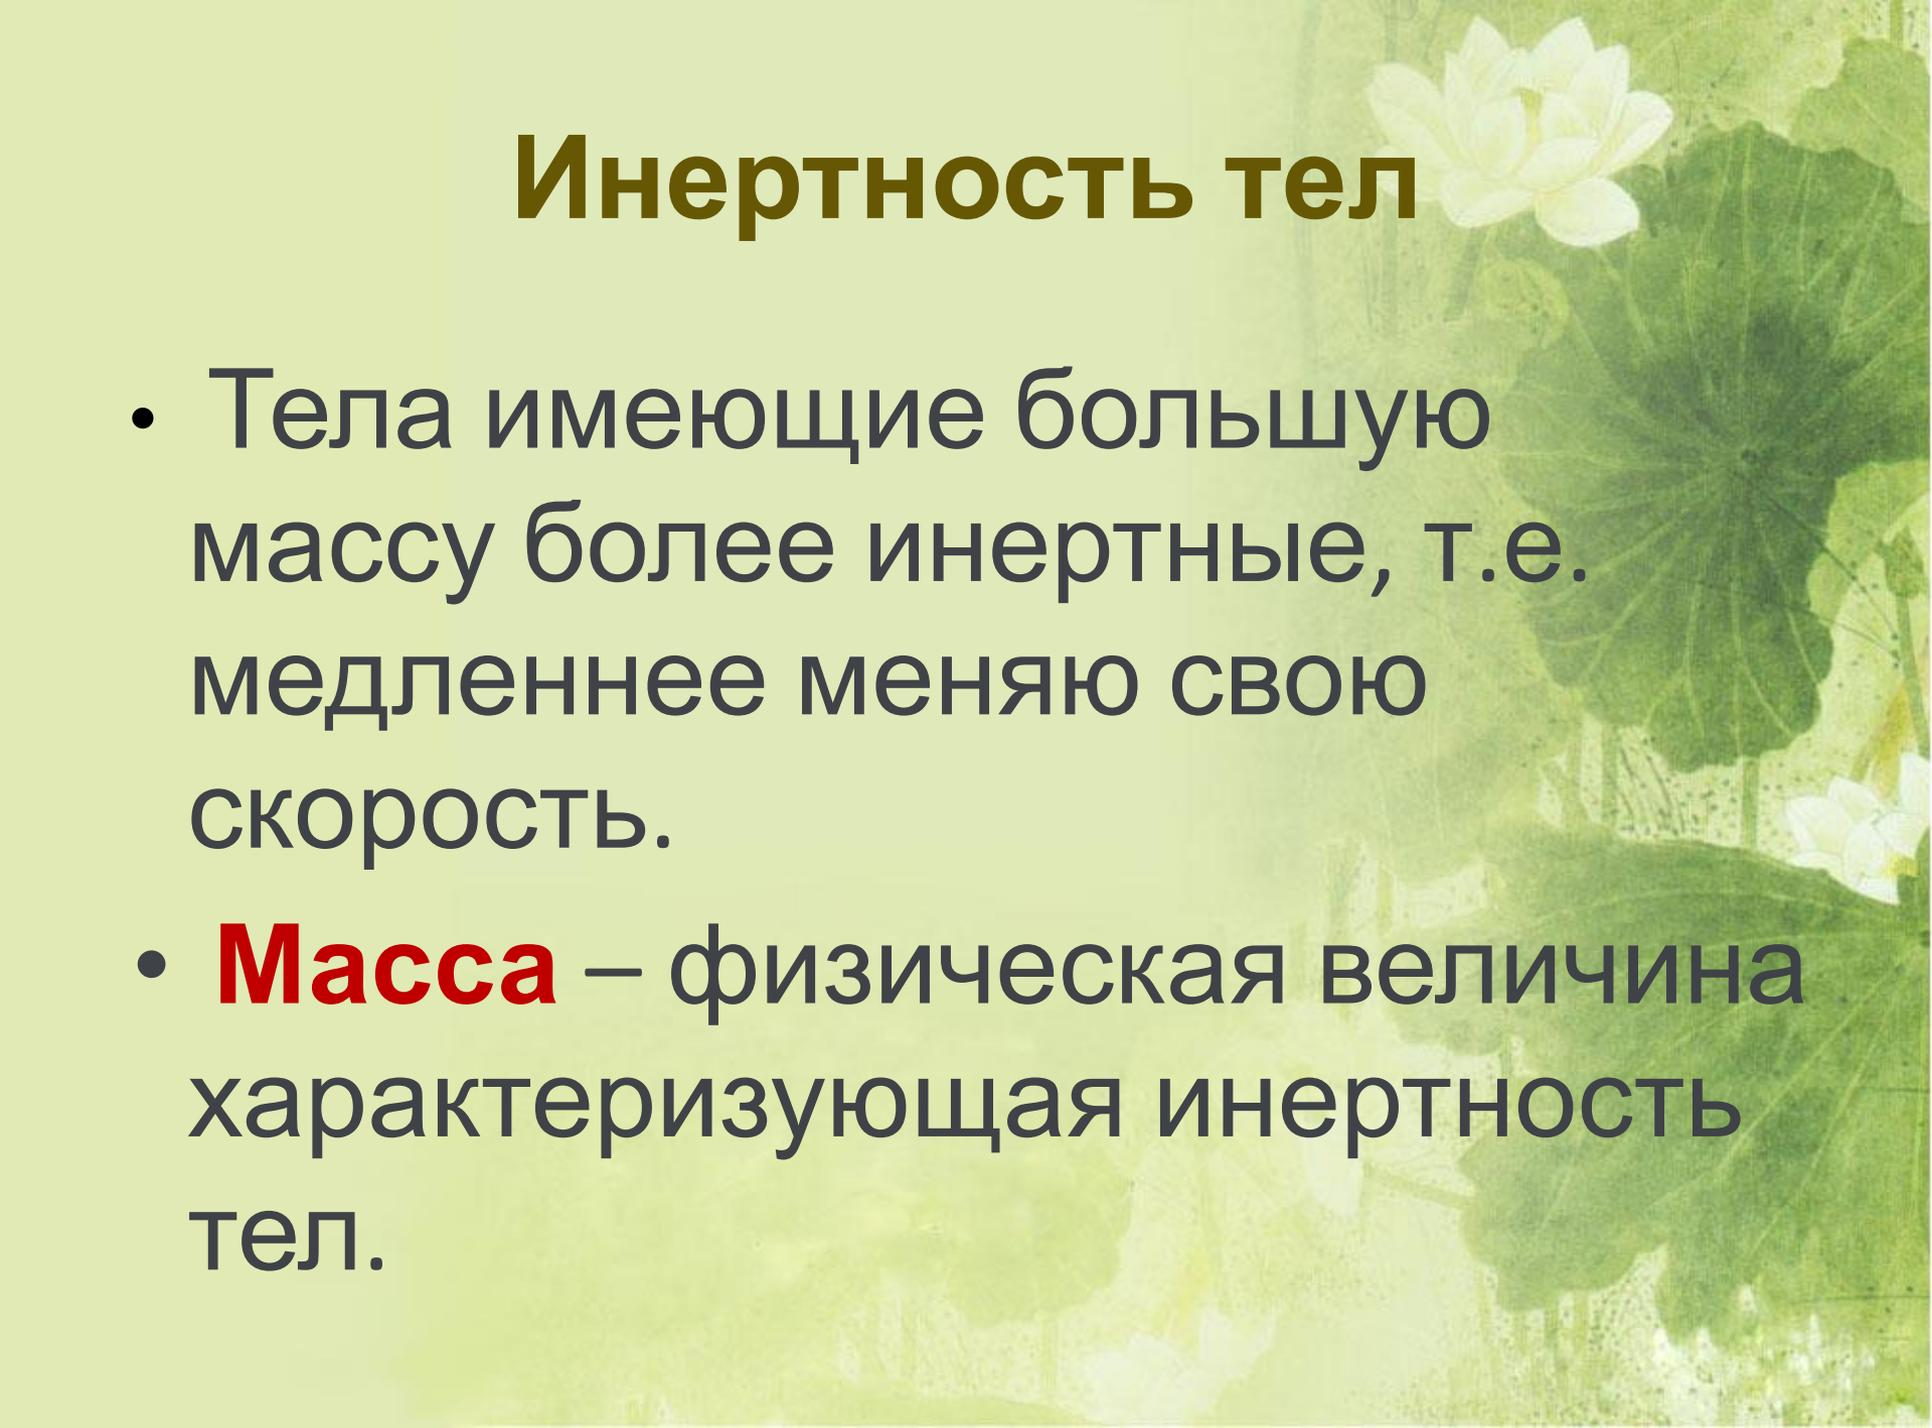 Инертность тел
• Тела имеющие большую
массу более инертные, т.е.
медленнее меняю свою
скорость.
• Масса – физическая величина
характеризующая инертность
тел.